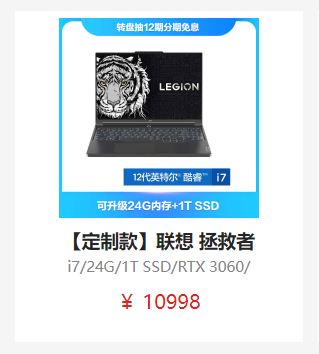 转盘抽12期分期免息
LEGION
12代英特尔® 酷睿™ i7
可升级24G内存+1T SSD
【定制款】联想 拯救者
i7/24G/1T SSD/RTX 3060/
¥ 10998